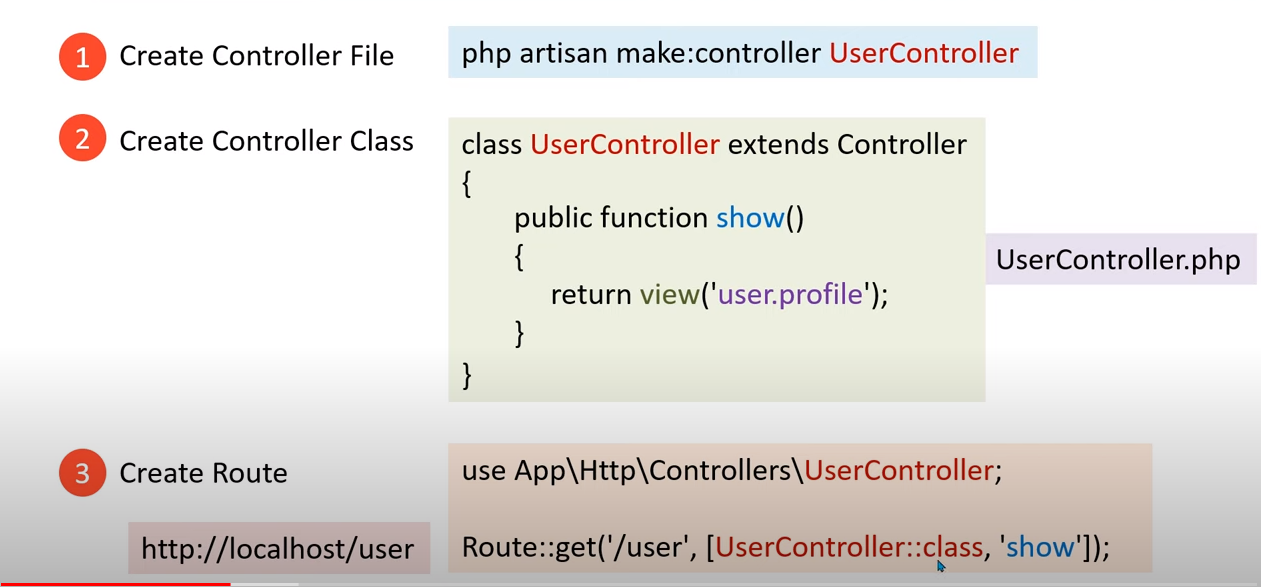 1 Create Controller File
php artisan make:controller UserController
2 Create Controller Class
class UserController extends Controller
{
public function show()
{
return view('user.profile');
}
}
UserController.php
3 Create Route
use App\Http\Controllers\UserController;
http://localhost/user
Route::get('/user', [UserController::class, 'show']);